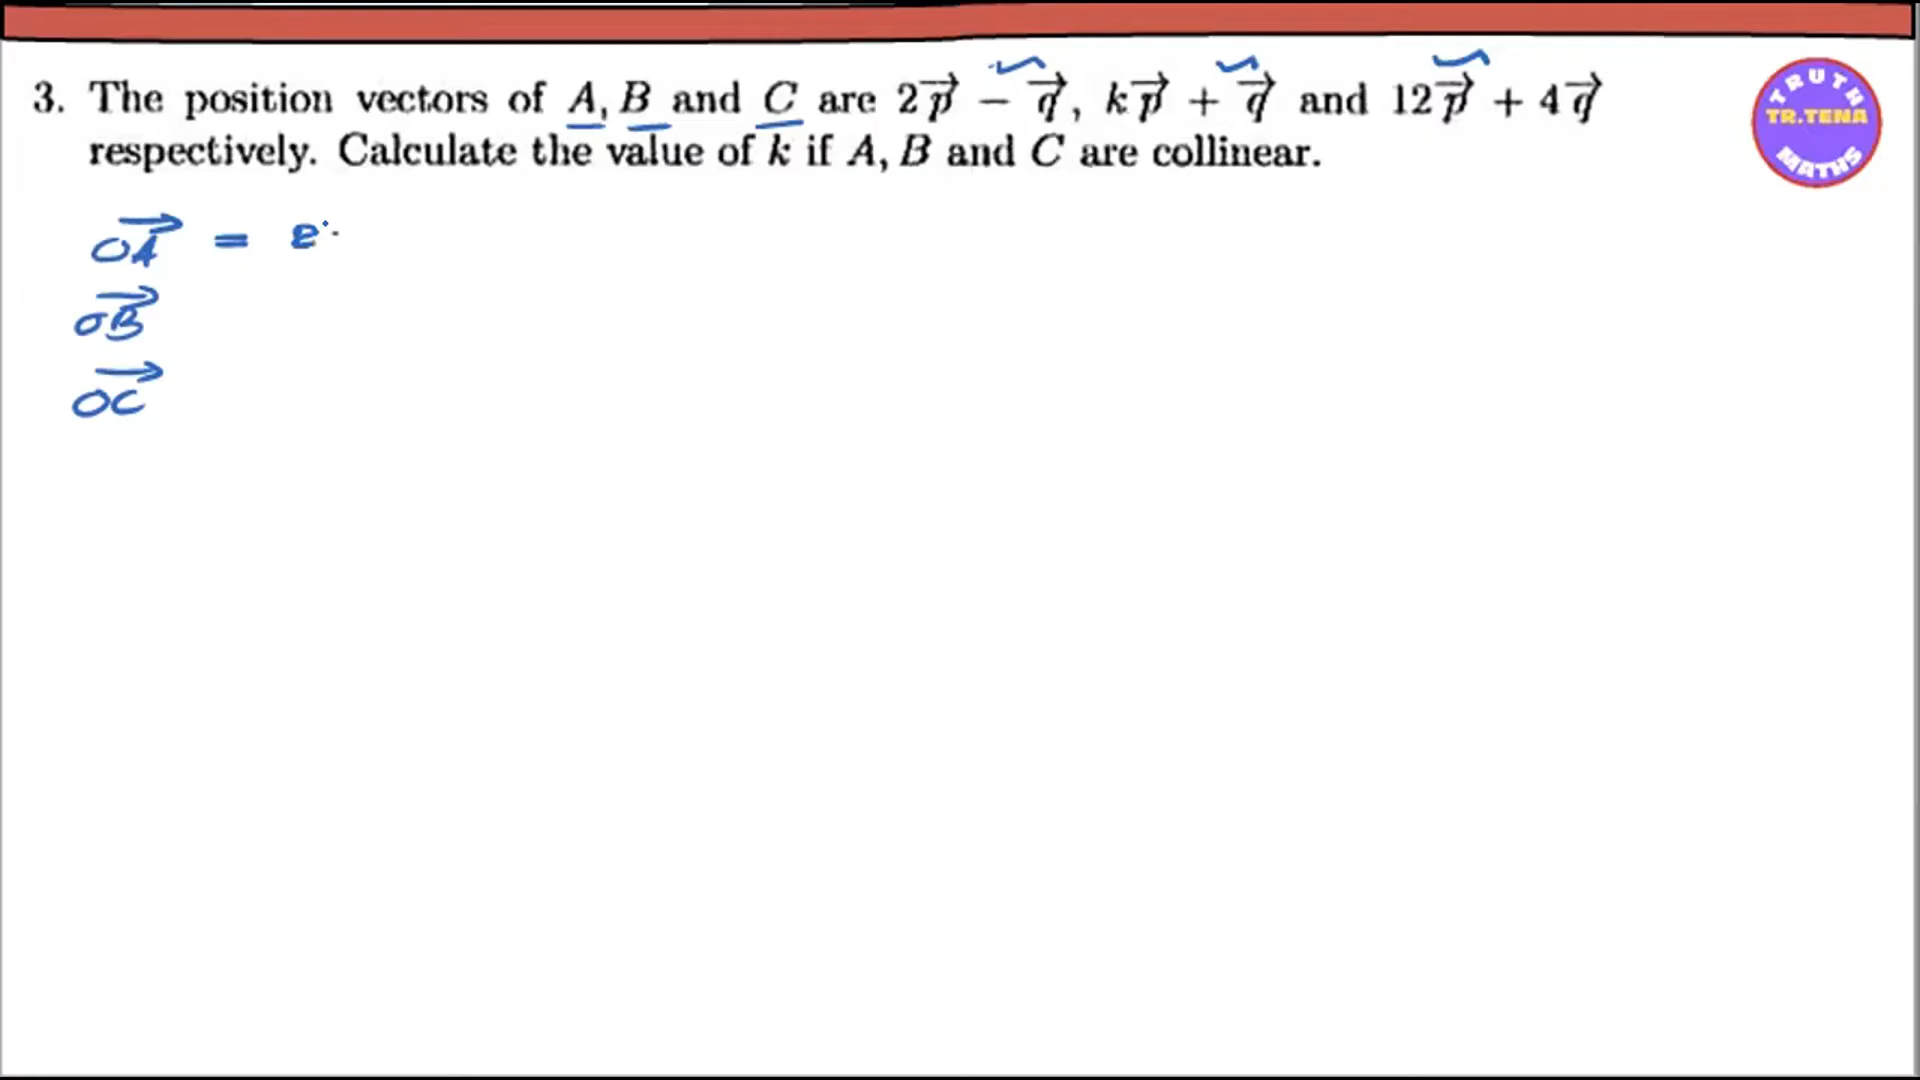 3. The position vectors of A, B and C are 2p⃗ − q⃗, kp⃗ + q⃗ and 12p⃗ + 4q⃗
respectively. Calculate the value of k if A, B and C are collinear.
TRUTH
TR.TENA
MATHS
OA⃗ = 2
OB⃗
OC⃗